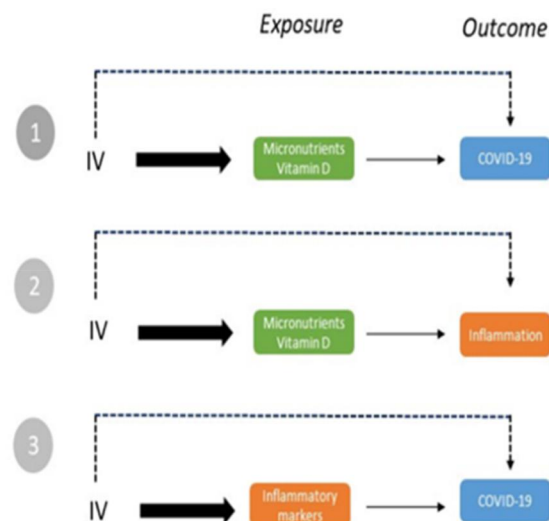 Exposure Outcome
1
IV
Micronutrients
Vitamin D
COVID-19
2
IV
Micronutrients
Vitamin D
Inflammation
3
IV
Inflammatory
markers
COVID-19